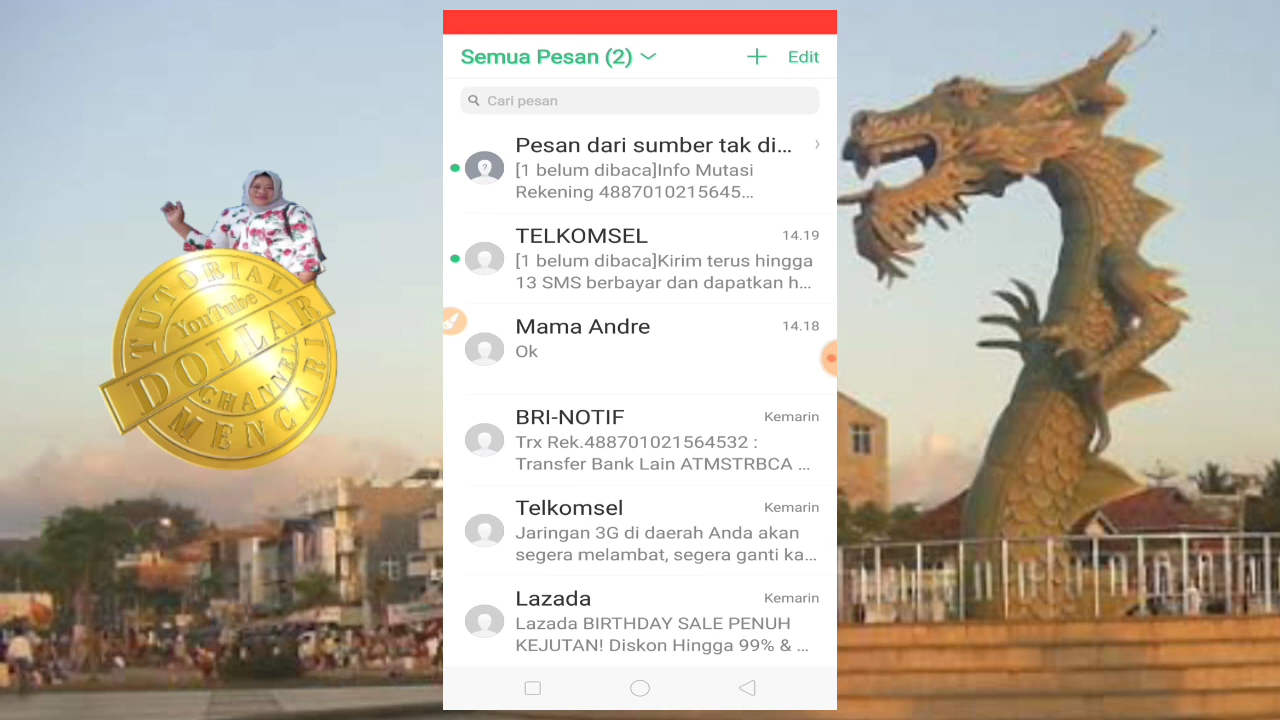 TUTORIAL
YouTube
DOLLAR
CHANNEL
MENCARI
Semua Pesan (2)
Edit
Cari pesan
Pesan dari sumber tak di...
[1 belum dibaca]Info Mutasi
Rekening 4887010215645...
TELKOMSEL 14.19
[1 belum dibaca]Kirim terus hingga
13 SMS berbayar dan dapatkan h...
Mama Andre 14.18
Ok
BRI-NOTIF Kemarin
Trx Rek.488701021564532 :
Transfer Bank Lain ATMSTRBCA ...
Telkomsel Kemarin
Jaringan 3G di daerah Anda akan
segera melambat, segera ganti ka...
Lazada Kemarin
Lazada BIRTHDAY SALE PENUH
KEJUTAN! Diskon Hingga 99% & ...